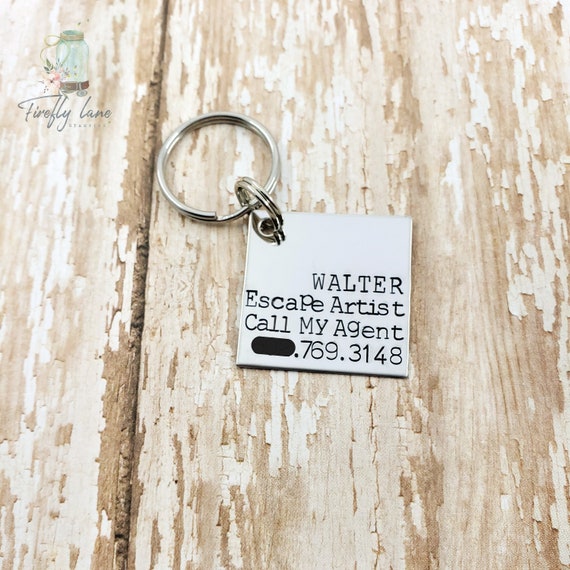 Firefly Lane
WALTER
Escape Artist
Call My Agent
.769.3148